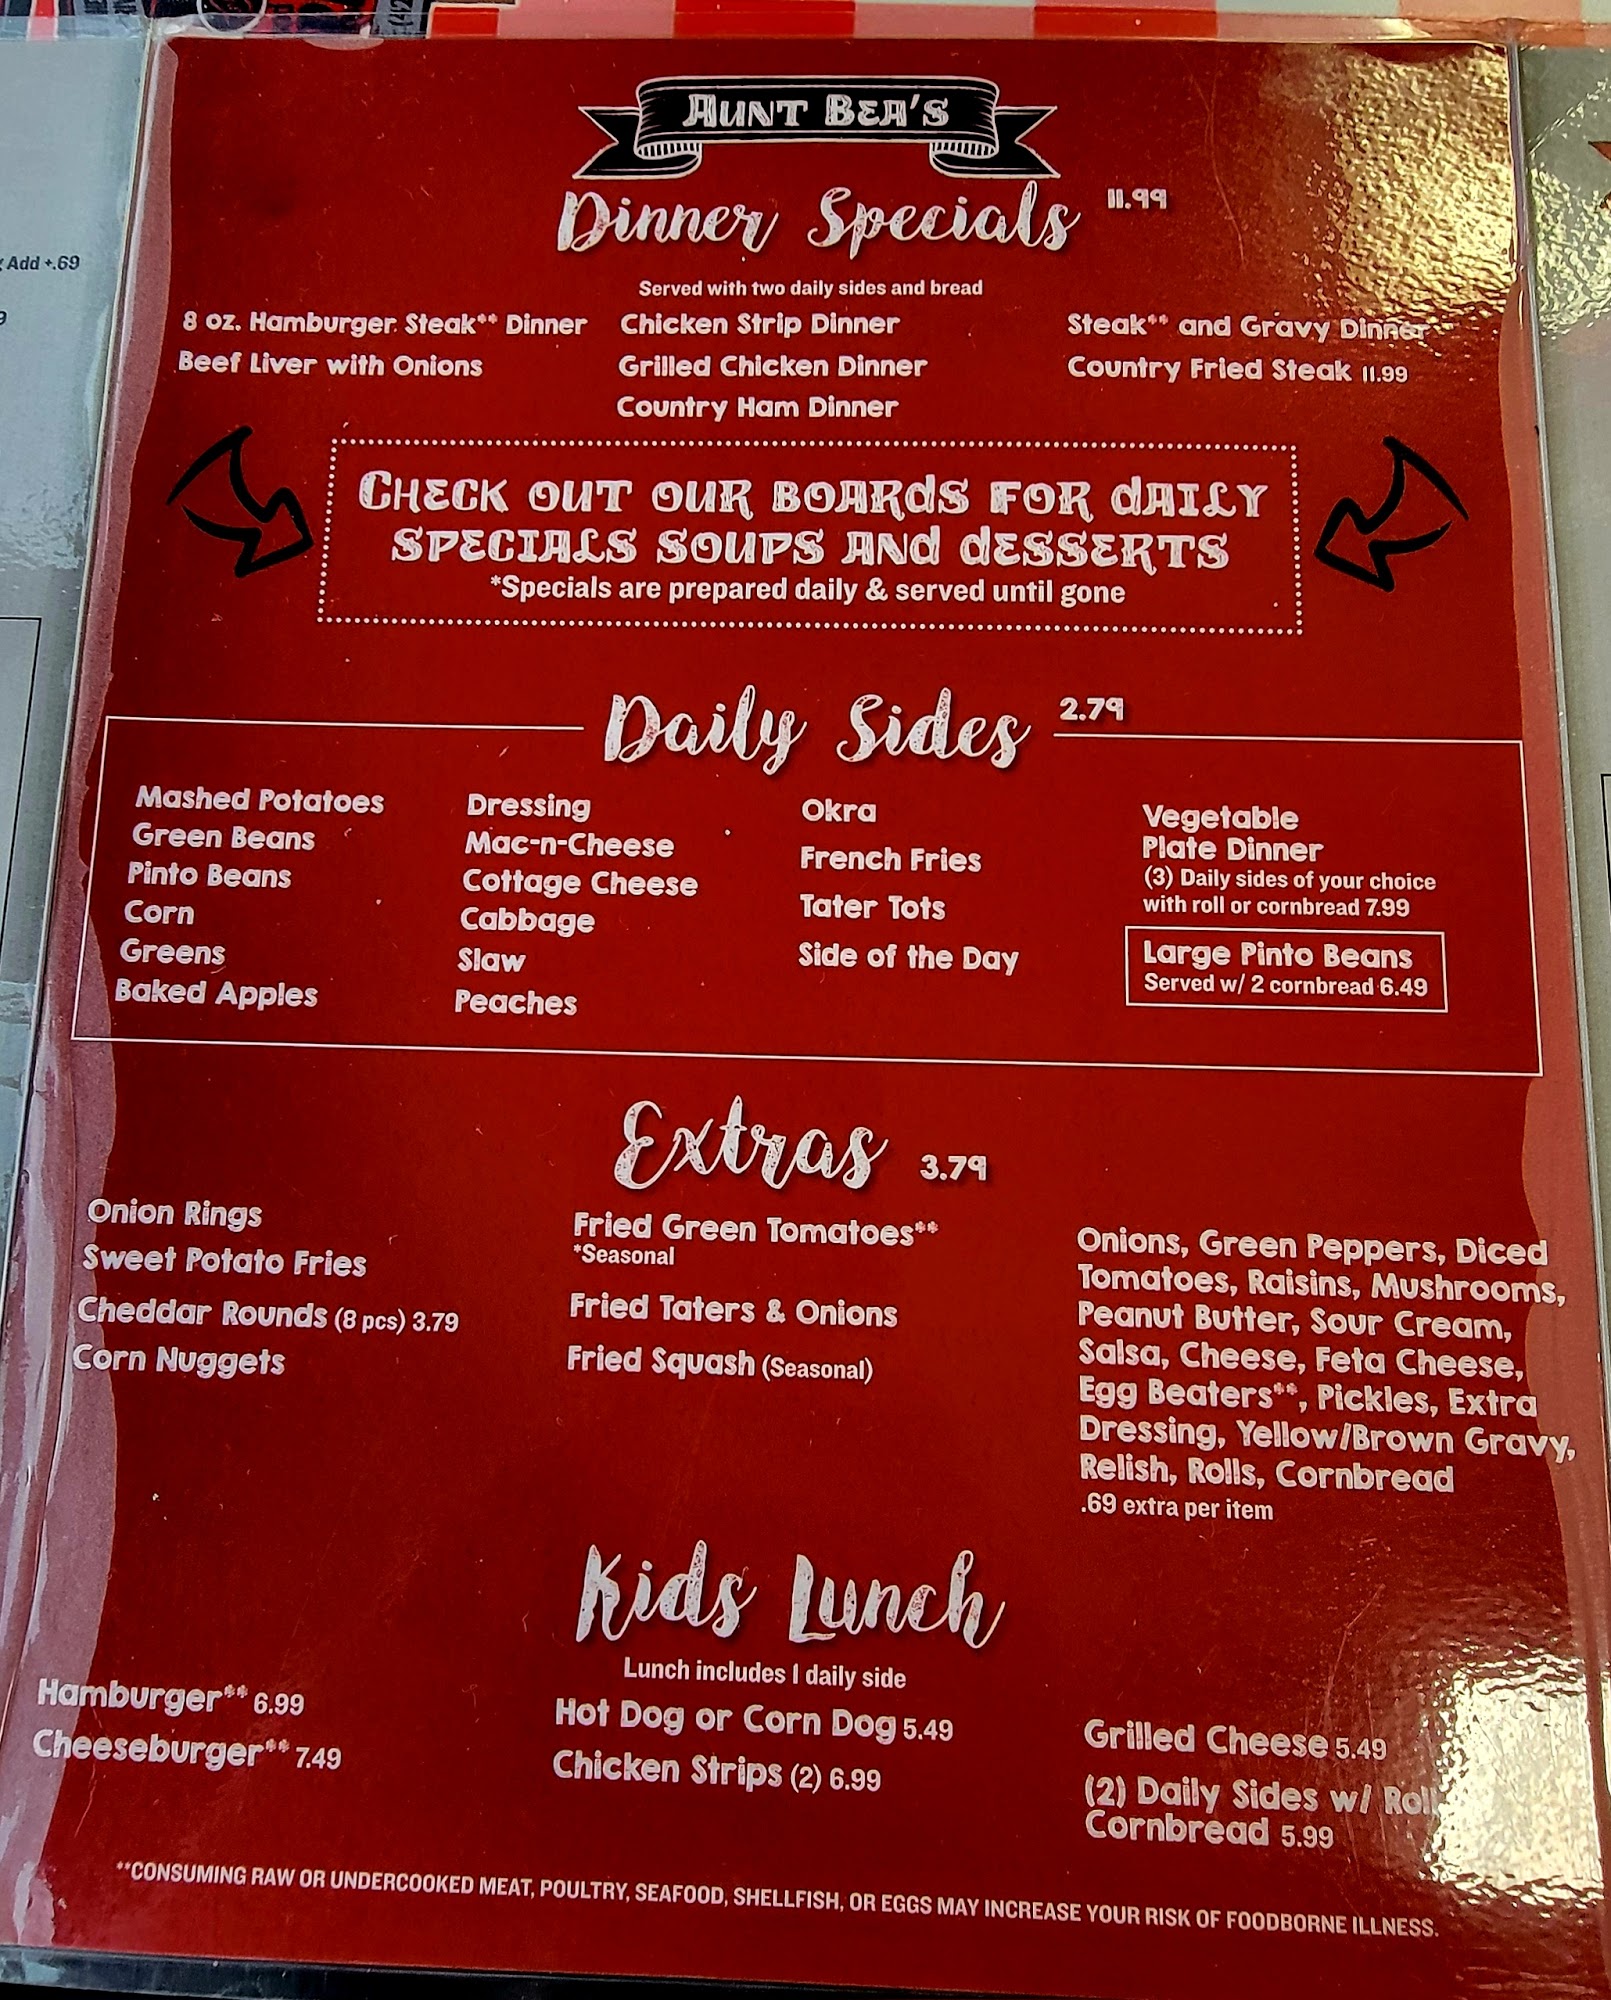 Add +.69
AUNT BEA'S
Dinner Specials 11.99
Served with two daily sides and bread
8 oz. Hamburger Steak** Dinner
Beef Liver with Onions
Chicken Strip Dinner
Grilled Chicken Dinner
Country Ham Dinner
Steak** and Gravy Dinner
Country Fried Steak 11.99
CHECK OUT OUR BOARDS FOR DAILY
SPECIALS SOUPS AND DESSERTS
*Specials are prepared daily & served until gone
Daily Sides 2.79
Mashed Potatoes
Green Beans
Pinto Beans
Corn
Greens
Baked Apples
Dressing
Mac-n-Cheese
Cottage Cheese
Cabbage
Slaw
Peaches
Okra
French Fries
Tater Tots
Side of the Day
Vegetable
Plate Dinner
(3) Daily sides of your choice
with roll or cornbread 7.99
Large Pinto Beans
Served w/ 2 cornbread 6.49
Extras 3.79
Onion Rings
Sweet Potato Fries
Cheddar Rounds (8 pcs) 3.79
Corn Nuggets
Fried Green Tomatoes**
*Seasonal
Fried Taters & Onions
Fried Squash (Seasonal)
Onions, Green Peppers, Diced
Tomatoes, Raisins, Mushrooms,
Peanut Butter, Sour Cream,
Salsa, Cheese, Feta Cheese,
Egg Beaters**, Pickles, Extra
Dressing, Yellow/Brown Gravy,
Relish, Rolls, Cornbread
.69 extra per item
Kids Lunch
Lunch includes 1 daily side
Hamburger** 6.99
Cheeseburger** 7.49
Hot Dog or Corn Dog 5.49
Chicken Strips (2) 6.99
Grilled Cheese 5.49
(2) Daily Sides w/ Roll
Cornbread 5.99
**CONSUMING RAW OR UNDERCOOKED MEAT, POULTRY, SEAFOOD, SHELLFISH, OR EGGS MAY INCREASE YOUR RISK OF FOODBORNE ILLNESS.